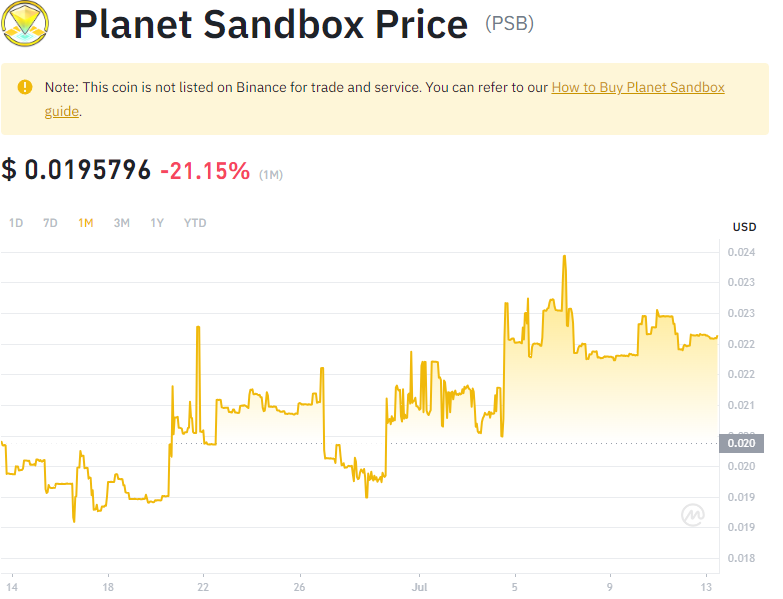 Planet Sandbox Price (PSB)
Note: This coin is not listed on Binance for trade and service. You can refer to our How to Buy Planet Sandbox
guide.
$ 0.0195796 -21.15% (1M)
1D 7D 1M 3M 1Y YTD
USD
0.024
0.023
0.023
0.022
0.022
0.021
0.020
0.020
0.020
0.019
0.019
0.018
14 18 22 26 Jul 5 9 13